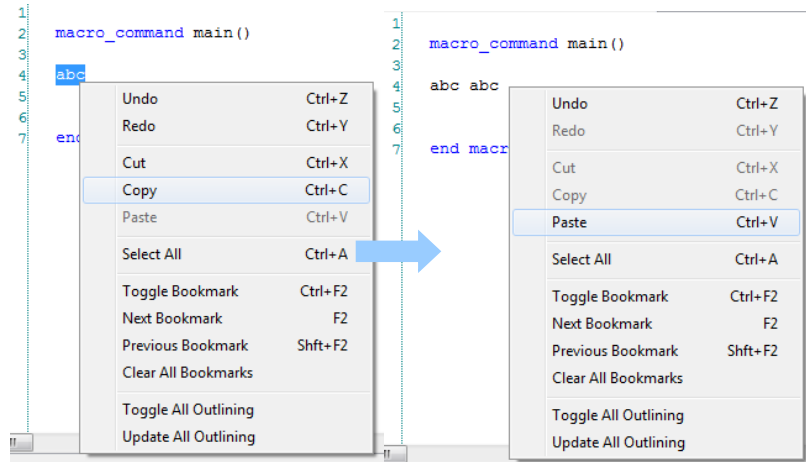 1
2 macro_command main()
3
4 abc
5
6
7 end
Undo Ctrl+Z
Redo Ctrl+Y
Cut Ctrl+X
Copy Ctrl+C
Paste Ctrl+V
Select All Ctrl+A
Toggle Bookmark Ctrl+F2
Next Bookmark F2
Previous Bookmark Shft+F2
Clear All Bookmarks
Toggle All Outlining
Update All Outlining
1
2 macro_command main()
3
4 abc abc
5
6
7 end macr
Undo Ctrl+Z
Redo Ctrl+Y
Cut Ctrl+X
Copy Ctrl+C
Paste Ctrl+V
Select All Ctrl+A
Toggle Bookmark Ctrl+F2
Next Bookmark F2
Previous Bookmark Shft+F2
Clear All Bookmarks
Toggle All Outlining
Update All Outlining